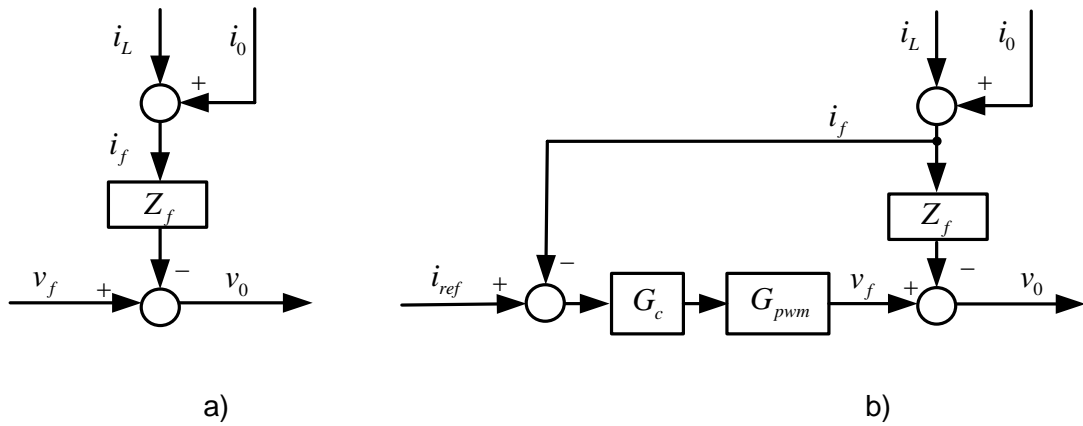 i_L
i_0
+
i_f
Z_f
−
v_f
+
v_0
a)
i_L
i_0
+
i_f
Z_f
−
−
i_ref
+
G_c
G_pwm
v_f
+
v_0
b)